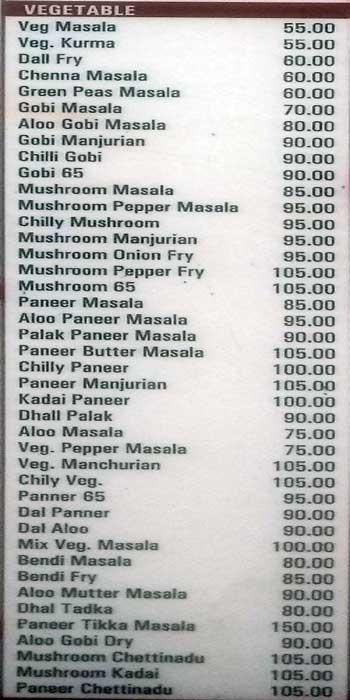 VEGETABLE
Veg Masala 55.00
Veg. Kurma 55.00
Dall Fry 60.00
Chenna Masala 60.00
Green Peas Masala 60.00
Gobi Masala 70.00
Aloo Gobi Masala 80.00
Gobi Manjurian 90.00
Chilli Gobi 90.00
Gobi 65 90.00
Mushroom Masala 85.00
Mushroom Pepper Masala 95.00
Chilly Mushroom 95.00
Mushroom Manjurian 95.00
Mushroom Onion Fry 95.00
Mushroom Pepper Fry 105.00
Mushroom 65 105.00
Paneer Masala 85.00
Aloo Paneer Masala 95.00
Palak Paneer Masala 90.00
Paneer Butter Masala 105.00
Chilly Paneer 100.00
Paneer Manjurian 105.00
Kadai Paneer 100.00
Dhall Palak 90.00
Aloo Masala 75.00
Veg. Pepper Masala 75.00
Veg. Manchurian 105.00
Chily Veg. 105.00
Panner 65 95.00
Dal Panner 90.00
Dal Aloo 90.00
Mix Veg. Masala 100.00
Bendi Masala 80.00
Bendi Fry 85.00
Aloo Mutter Masala 90.00
Dhal Tadka 80.00
Paneer Tikka Masala 150.00
Aloo Gobi Dry 90.00
Mushroom Chettinadu 105.00
Mushroom Kadai 105.00
Paneer Chettinadu 105.00